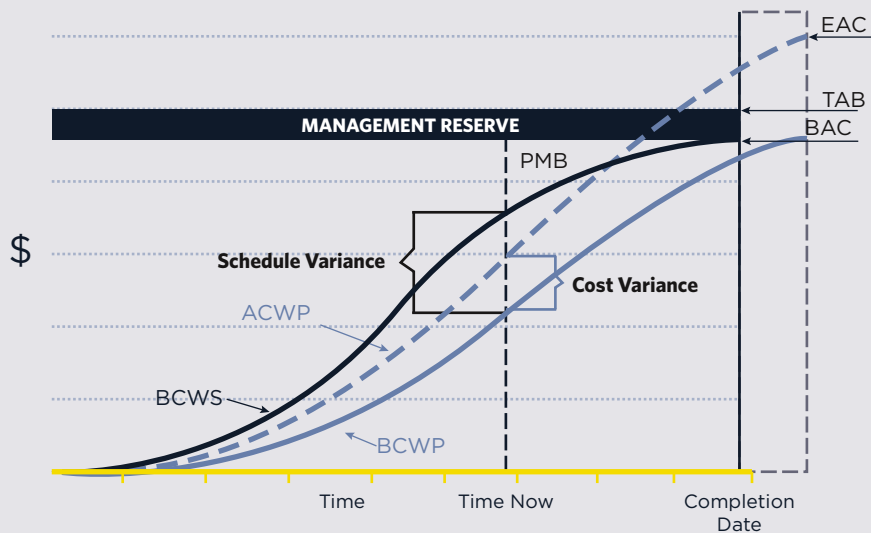 EAC
TAB
MANAGEMENT RESERVE
BAC
PMB
$
Schedule Variance
Cost Variance
ACWP
BCWS
BCWP
Time
Time Now
Completion
Date